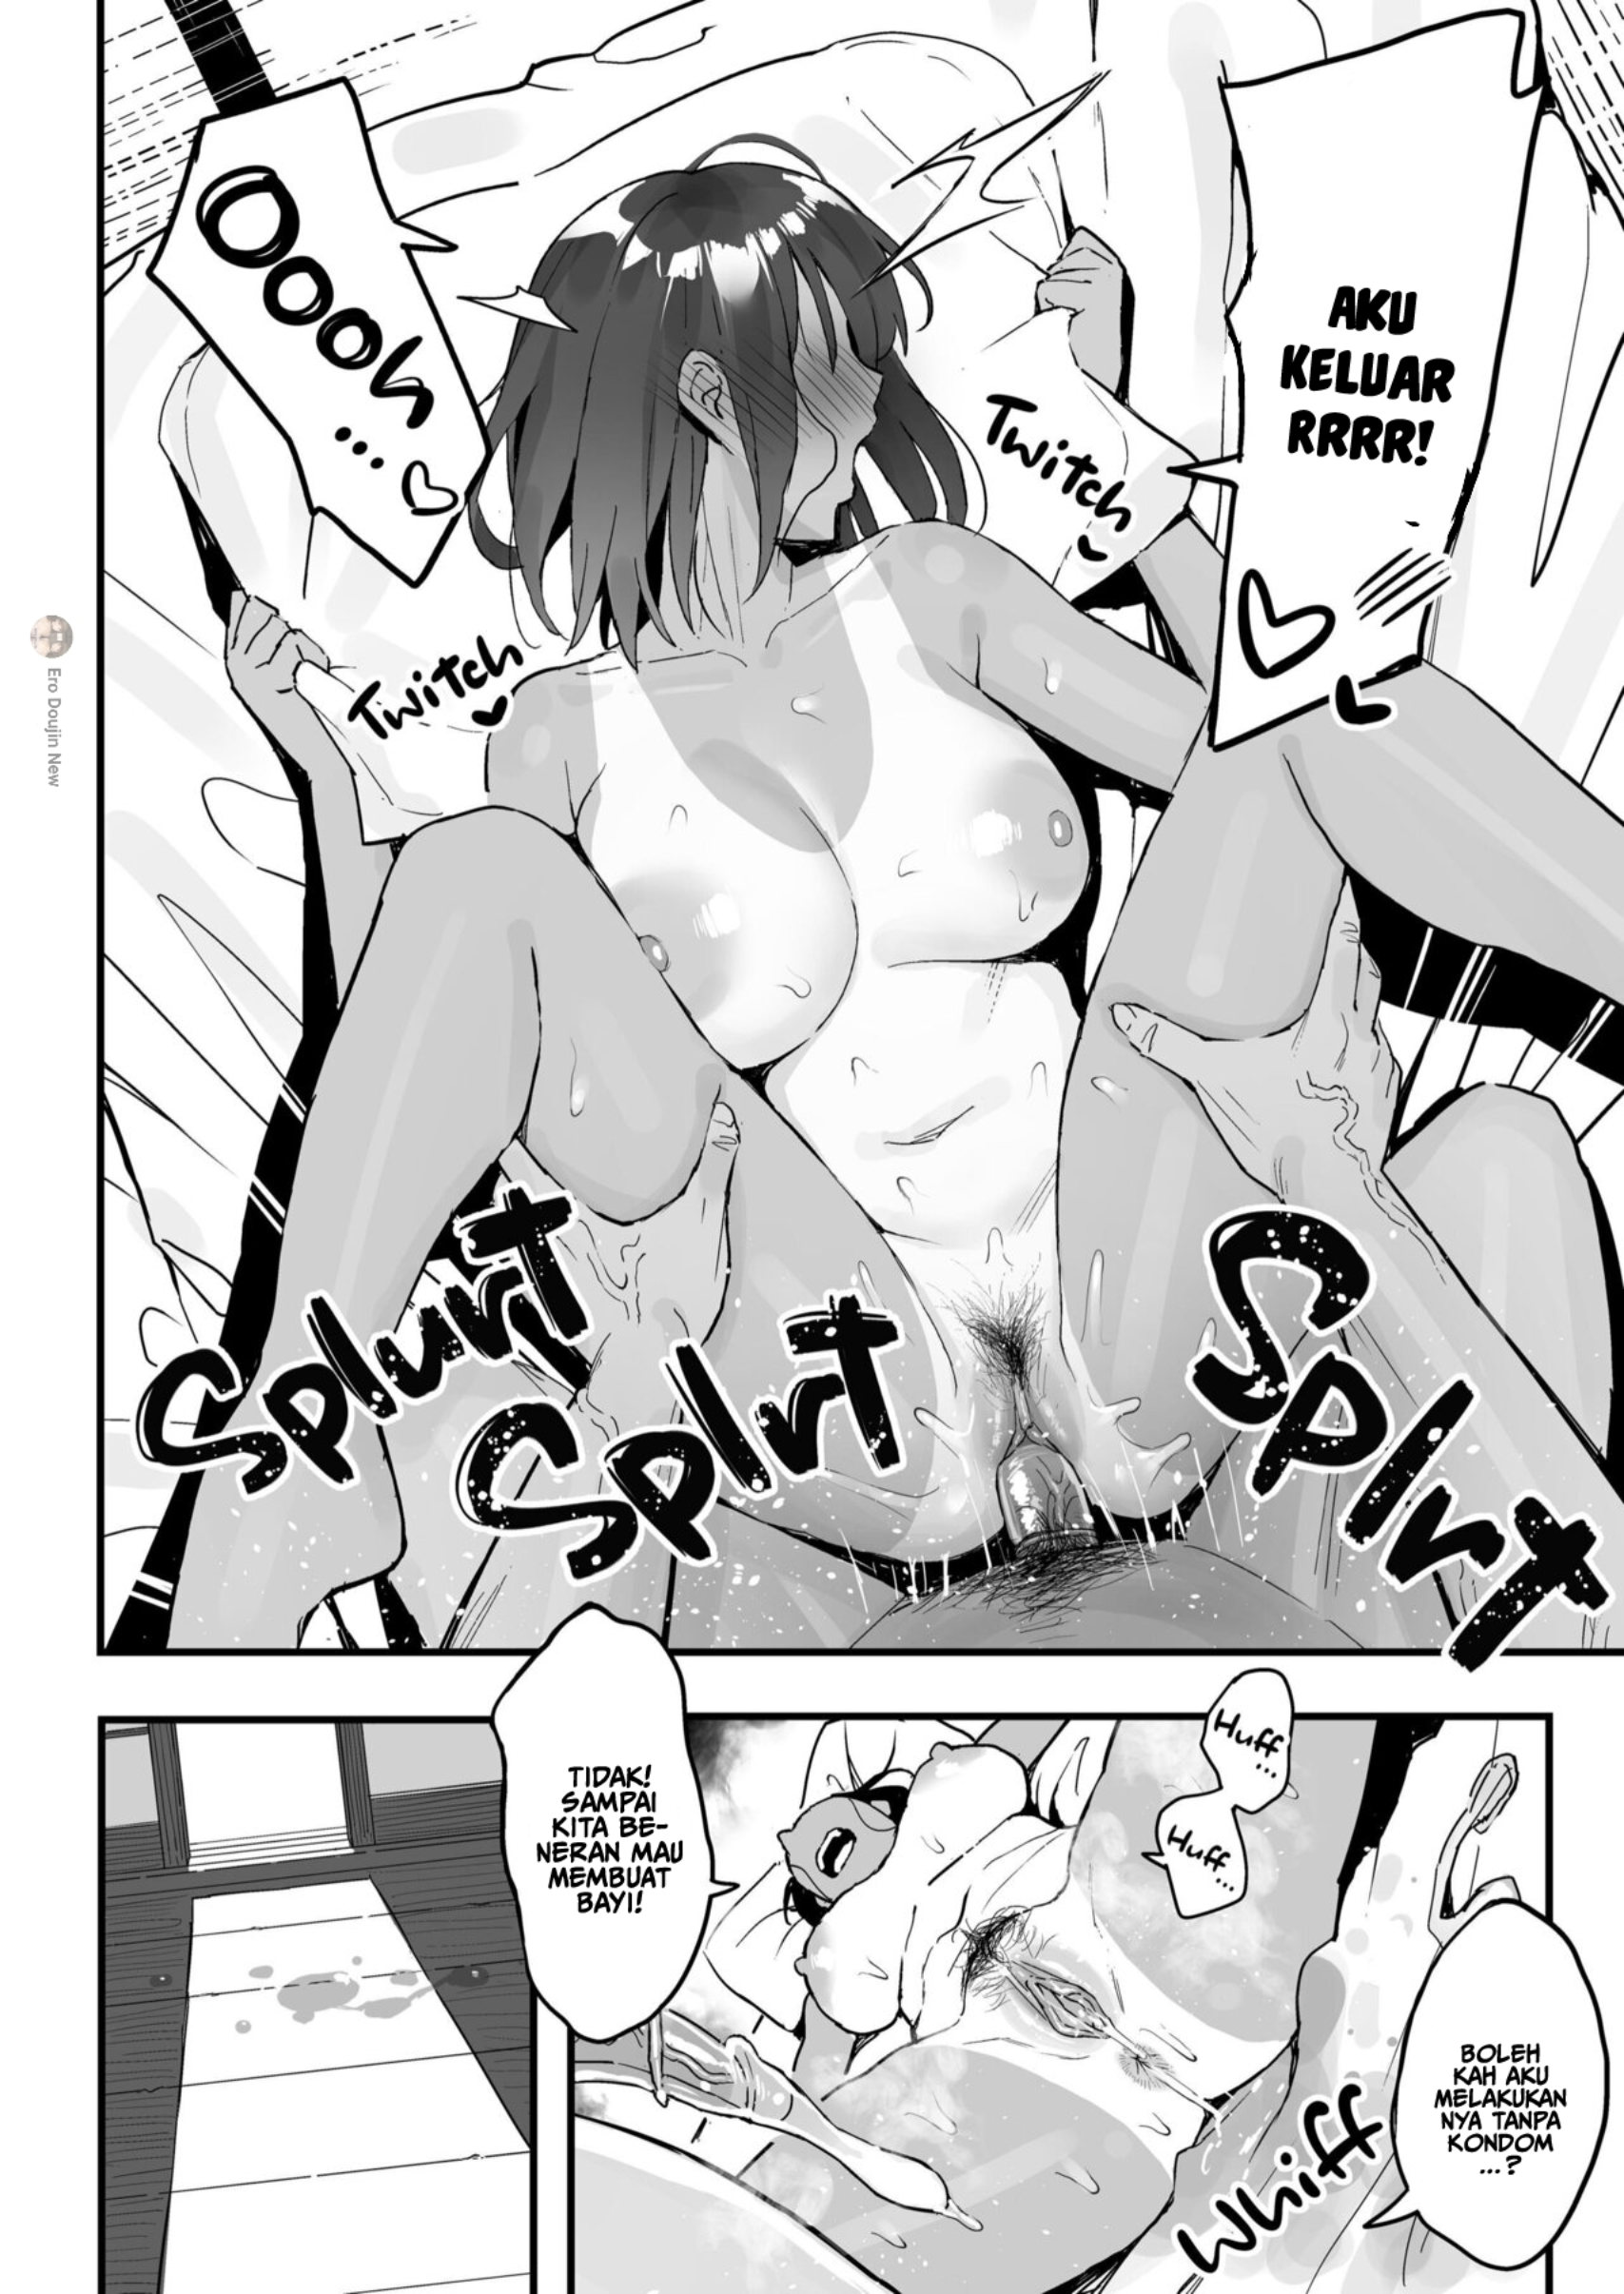 Oooh
...
AKU
KELUAR
RRRR!
Twitch
Twitch
Splurt
Splrt
Splrt
Ero Doujin New
Huff
...
Huff
...
TIDAK!
SAMPAI
KITA BE-
NERAN MAU
MEMBUAT
BAYI!
BOLEH
KAH AKU
MELAKUKAN
NYA TANPA
KONDOM
...?
Whiff